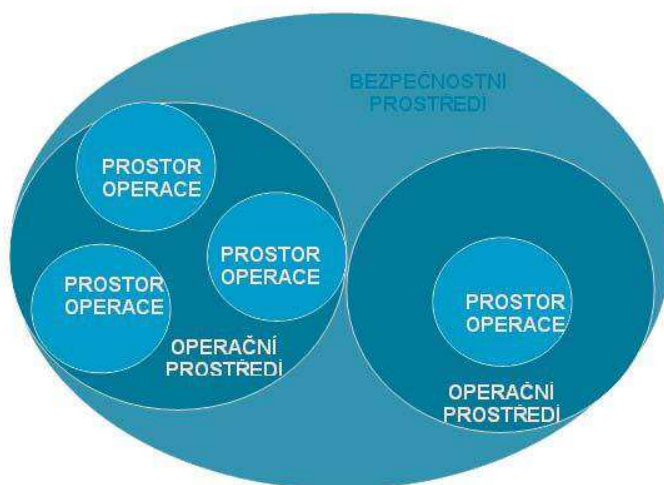 BEZPEČNOSTNÍ
PROSTŘEDÍ
PROSTOR
OPERACE
PROSTOR
OPERACE
PROSTOR
OPERACE
OPERAČNÍ
PROSTŘEDÍ
PROSTOR
OPERACE
OPERAČNÍ
PROSTŘEDÍ